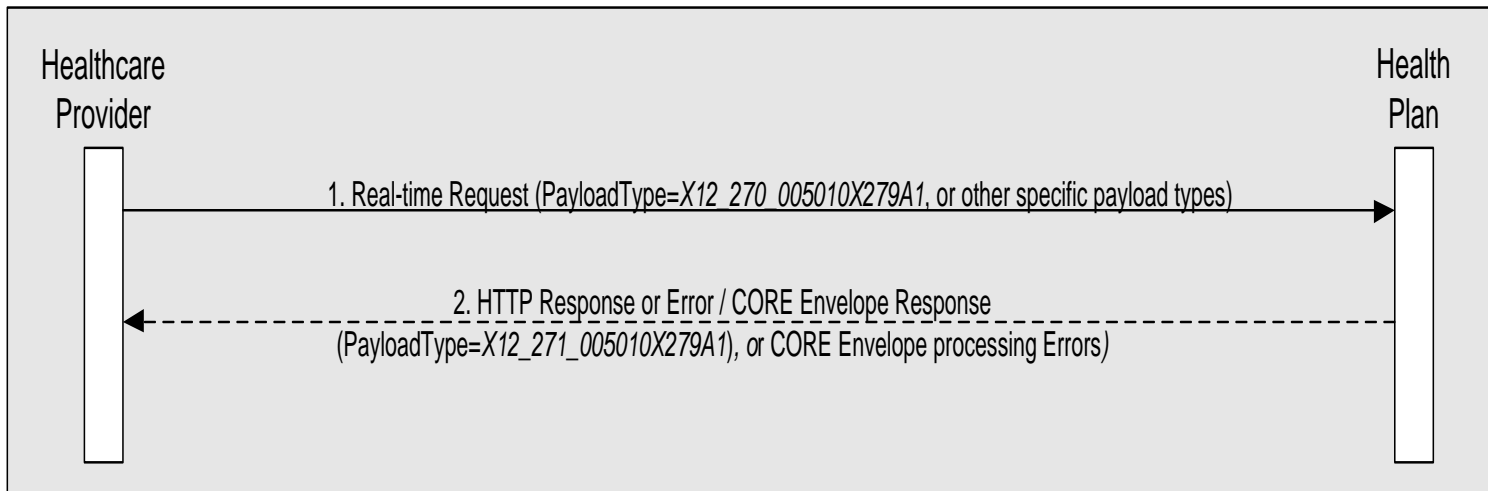 Healthcare
Provider
Health
Plan
1. Real-time Request (PayloadType=X12_270_005010X279A1, or other specific payload types)
2. HTTP Response or Error / CORE Envelope Response
(PayloadType=X12_271_005010X279A1), or CORE Envelope processing Errors)